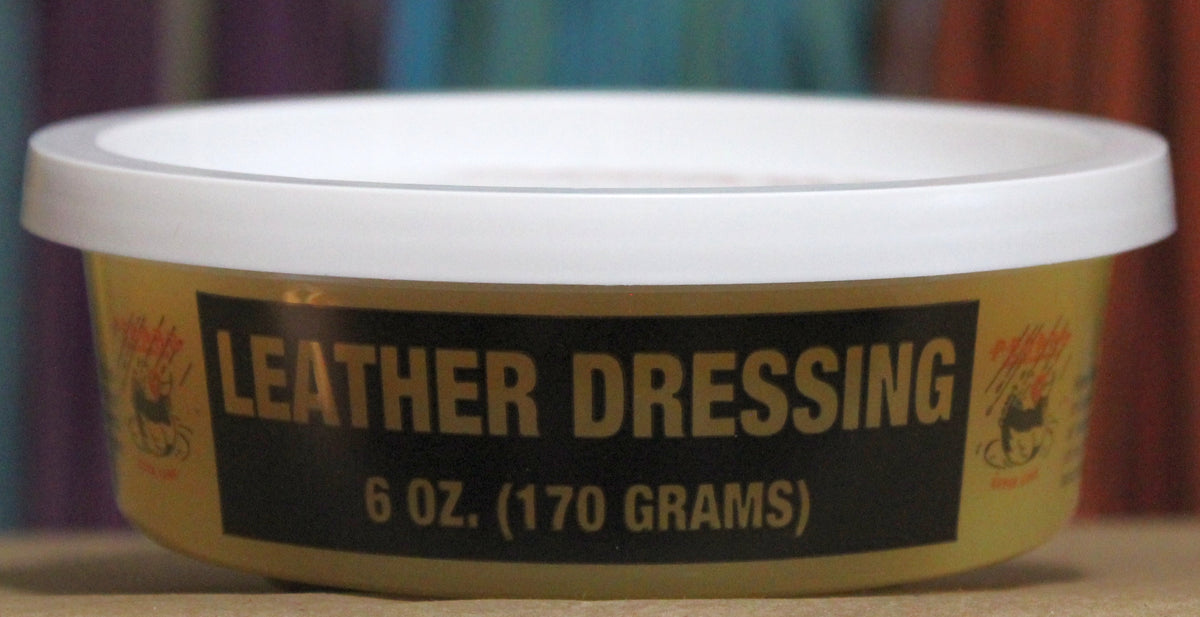 LEATHER DRESSING
6 OZ. (170 GRAMS)